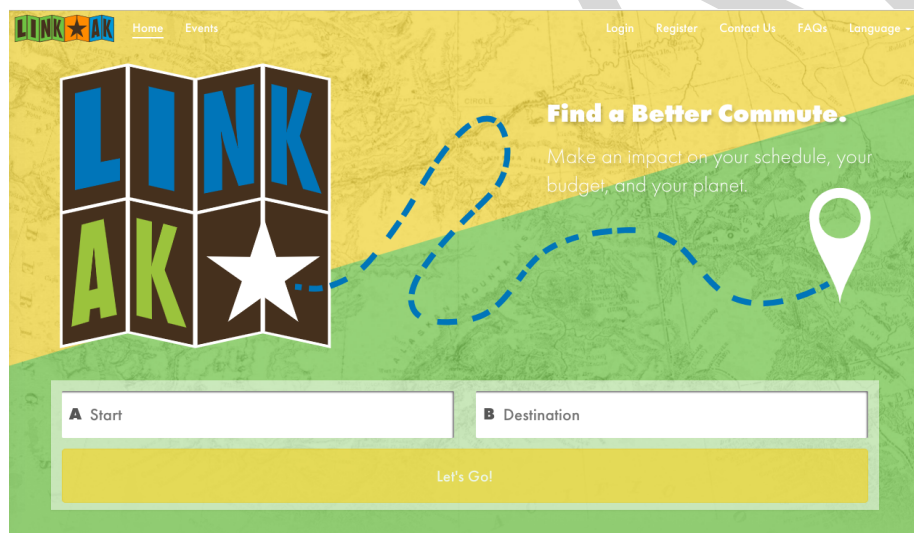 LINK★AK Home Events Login Register Contact Us FAQs Language
LINK
AK
Find a Better Commute.
Make an impact on your schedule, your
budget, and your planet.
A Start B Destination
Let's Go!